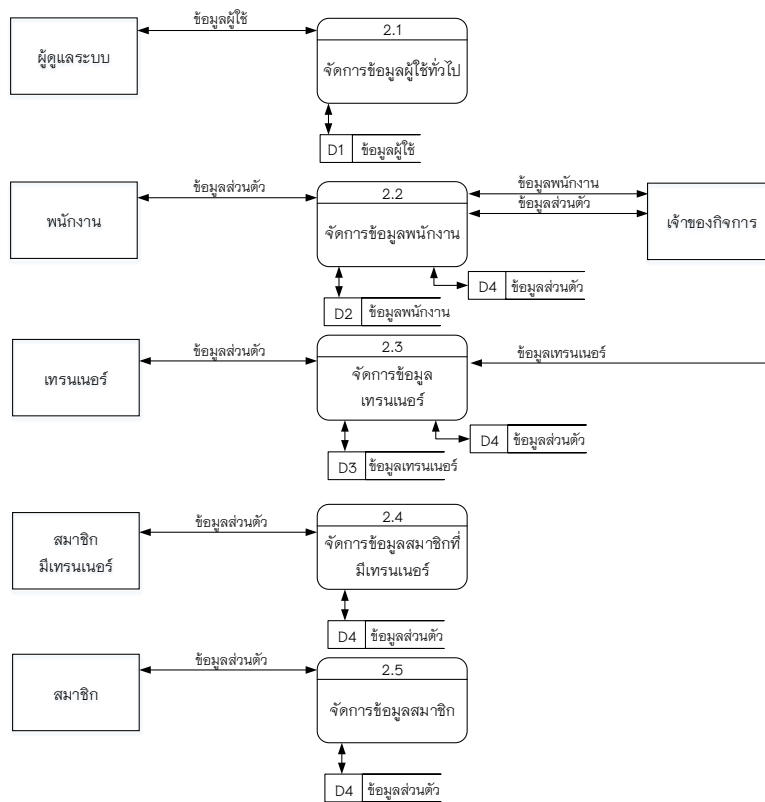 ข้อมูลผู้ใช้
ผู้ดูแลระบบ
2.1
จัดการข้อมูลผู้ใช้ทั่วไป
D1 ข้อมูลผู้ใช้
พนักงาน
ข้อมูลส่วนตัว
2.2
จัดการข้อมูลพนักงาน
ข้อมูลพนักงาน
ข้อมูลส่วนตัว
เจ้าของกิจการ
D4 ข้อมูลส่วนตัว
D2 ข้อมูลพนักงาน
เทรนเนอร์
ข้อมูลส่วนตัว
2.3
จัดการข้อมูล
เทรนเนอร์
ข้อมูลเทรนเนอร์
D4 ข้อมูลส่วนตัว
D3 ข้อมูลเทรนเนอร์
สมาชิก
มีเทรนเนอร์
ข้อมูลส่วนตัว
2.4
จัดการข้อมูลสมาชิกที่
มีเทรนเนอร์
D4 ข้อมูลส่วนตัว
สมาชิก
ข้อมูลส่วนตัว
2.5
จัดการข้อมูลสมาชิก
D4 ข้อมูลส่วนตัว